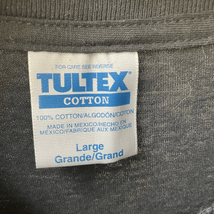 FOR CARE SEE REVERSE
TULTEX
COTTON
100% COTTON/ALGODÓN/COTON
MADE IN MEXICO/HECHO EN
MEXICO/FABRIQUE AUX MEXIQUE
Large
Grande/Grand